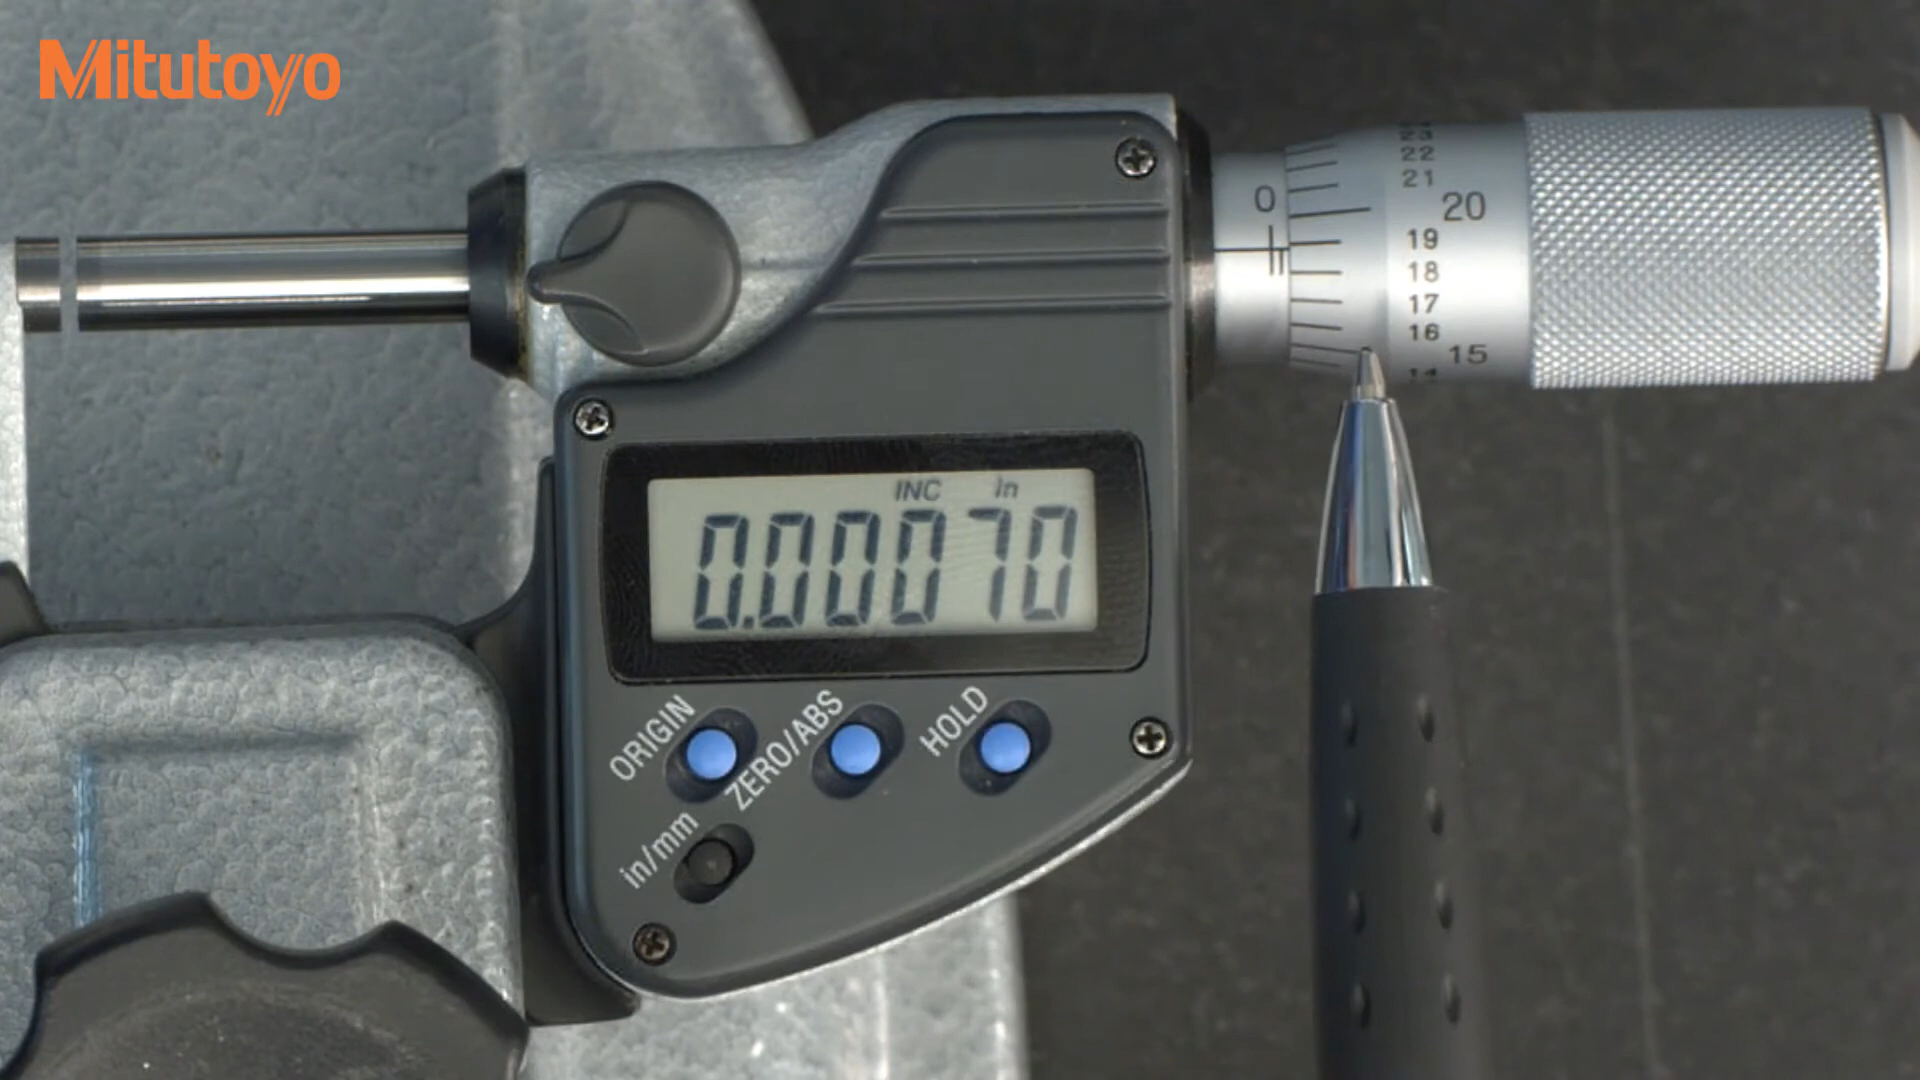 Mitutoyo
22
21
0
20
19
18
17
16
15
14
INC in
0.00070
ORIGIN
ZERO/ABS
HOLD
in/mm